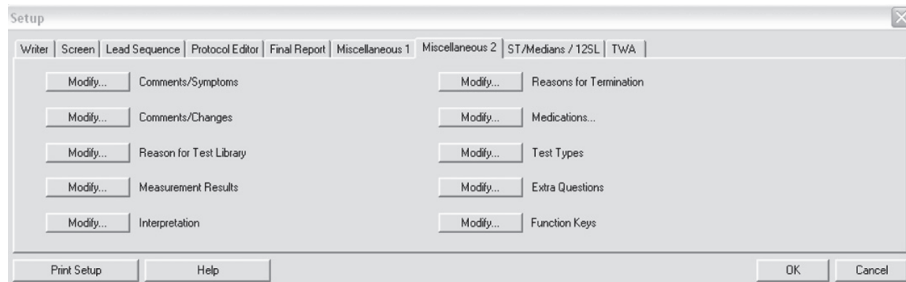 Setup
Writer Screen Lead Sequence Protocol Editor Final Report Miscellaneous 1 Miscellaneous 2 ST/Medians / 12SL TWA
Modify... Comments/Symptoms Modify... Reasons for Termination
Modify... Comments/Changes Modify... Medications...
Modify... Reason for Test Library Modify... Test Types
Modify... Measurement Results Modify... Extra Questions
Modify... Interpretation Modify... Function Keys
Print Setup Help OK Cancel